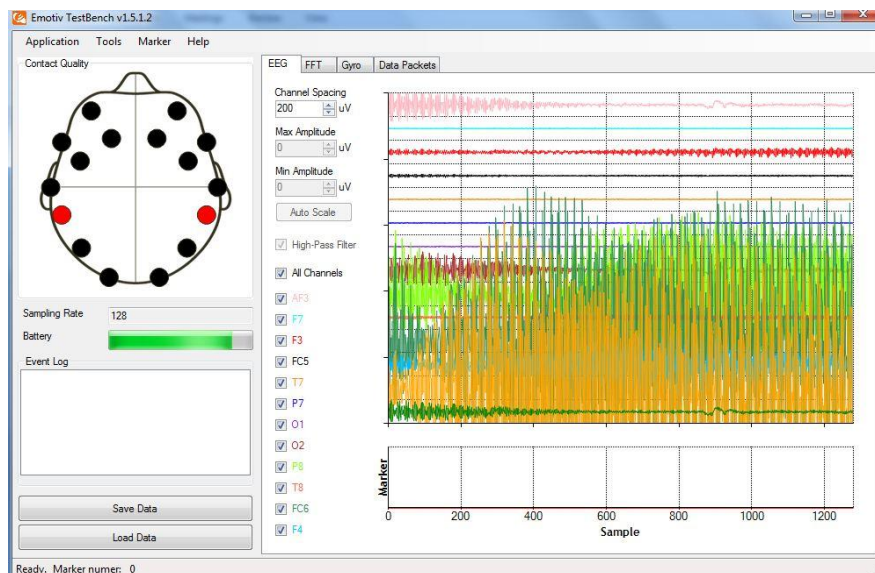 Emotiv TestBench v1.5.1.2
Application Tools Marker Help
Contact Quality
Sampling Rate 128
Battery
Event Log
Save Data
Load Data
EEG FFT Gyro Data Packets
Channel Spacing
200 uV
Max Amplitude
0 uV
Min Amplitude
0 uV
Auto Scale
High-Pass Filter
All Channels
AF3
F7
F3
FC5
T7
P7
O1
O2
P8
T8
FC6
F4
Marker
0 200 400 600 800 1000 1200
Sample
Ready. Marker numer: 0